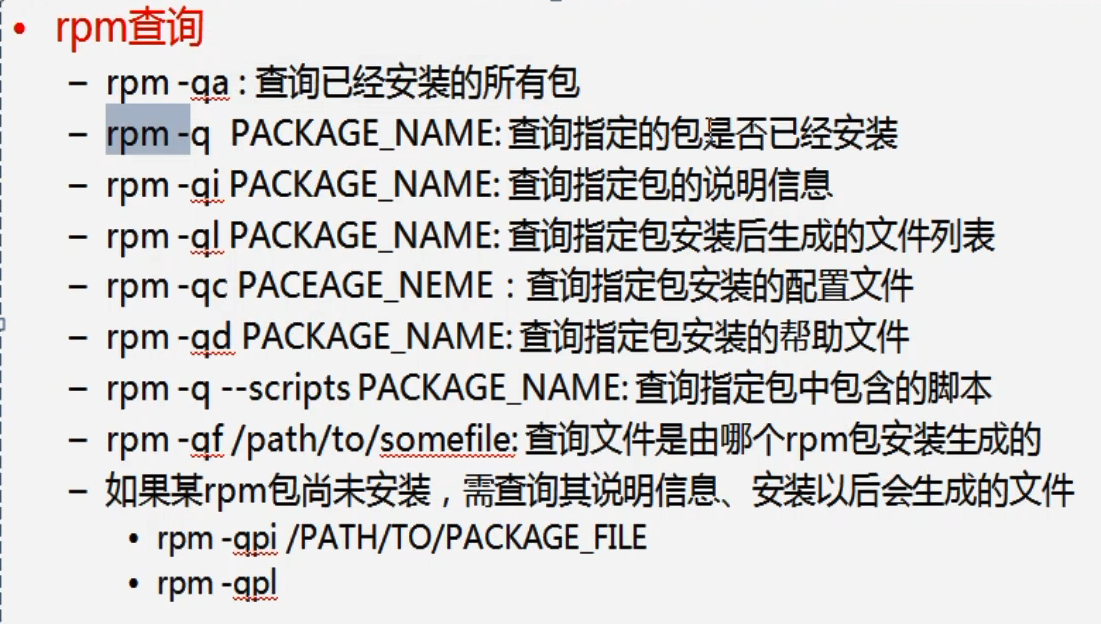 • rpm查询
– rpm -qa : 查询已经安装的所有包
– rpm -q PACKAGE_NAME: 查询指定的包是否已经安装
– rpm -qi PACKAGE_NAME: 查询指定包的说明信息
– rpm -ql PACKAGE_NAME: 查询指定包安装后生成的文件列表
– rpm -qc PACEAGE_NEME：查询指定包安装的配置文件
– rpm -qd PACKAGE_NAME: 查询指定包安装的帮助文件
– rpm -q --scripts PACKAGE_NAME: 查询指定包中包含的脚本
– rpm -qf /path/to/somefile: 查询文件是由哪个rpm包安装生成的
– 如果某rpm包尚未安装，需查询其说明信息、安装以后会生成的文件
• rpm -qpi /PATH/TO/PACKAGE_FILE
• rpm -qpl